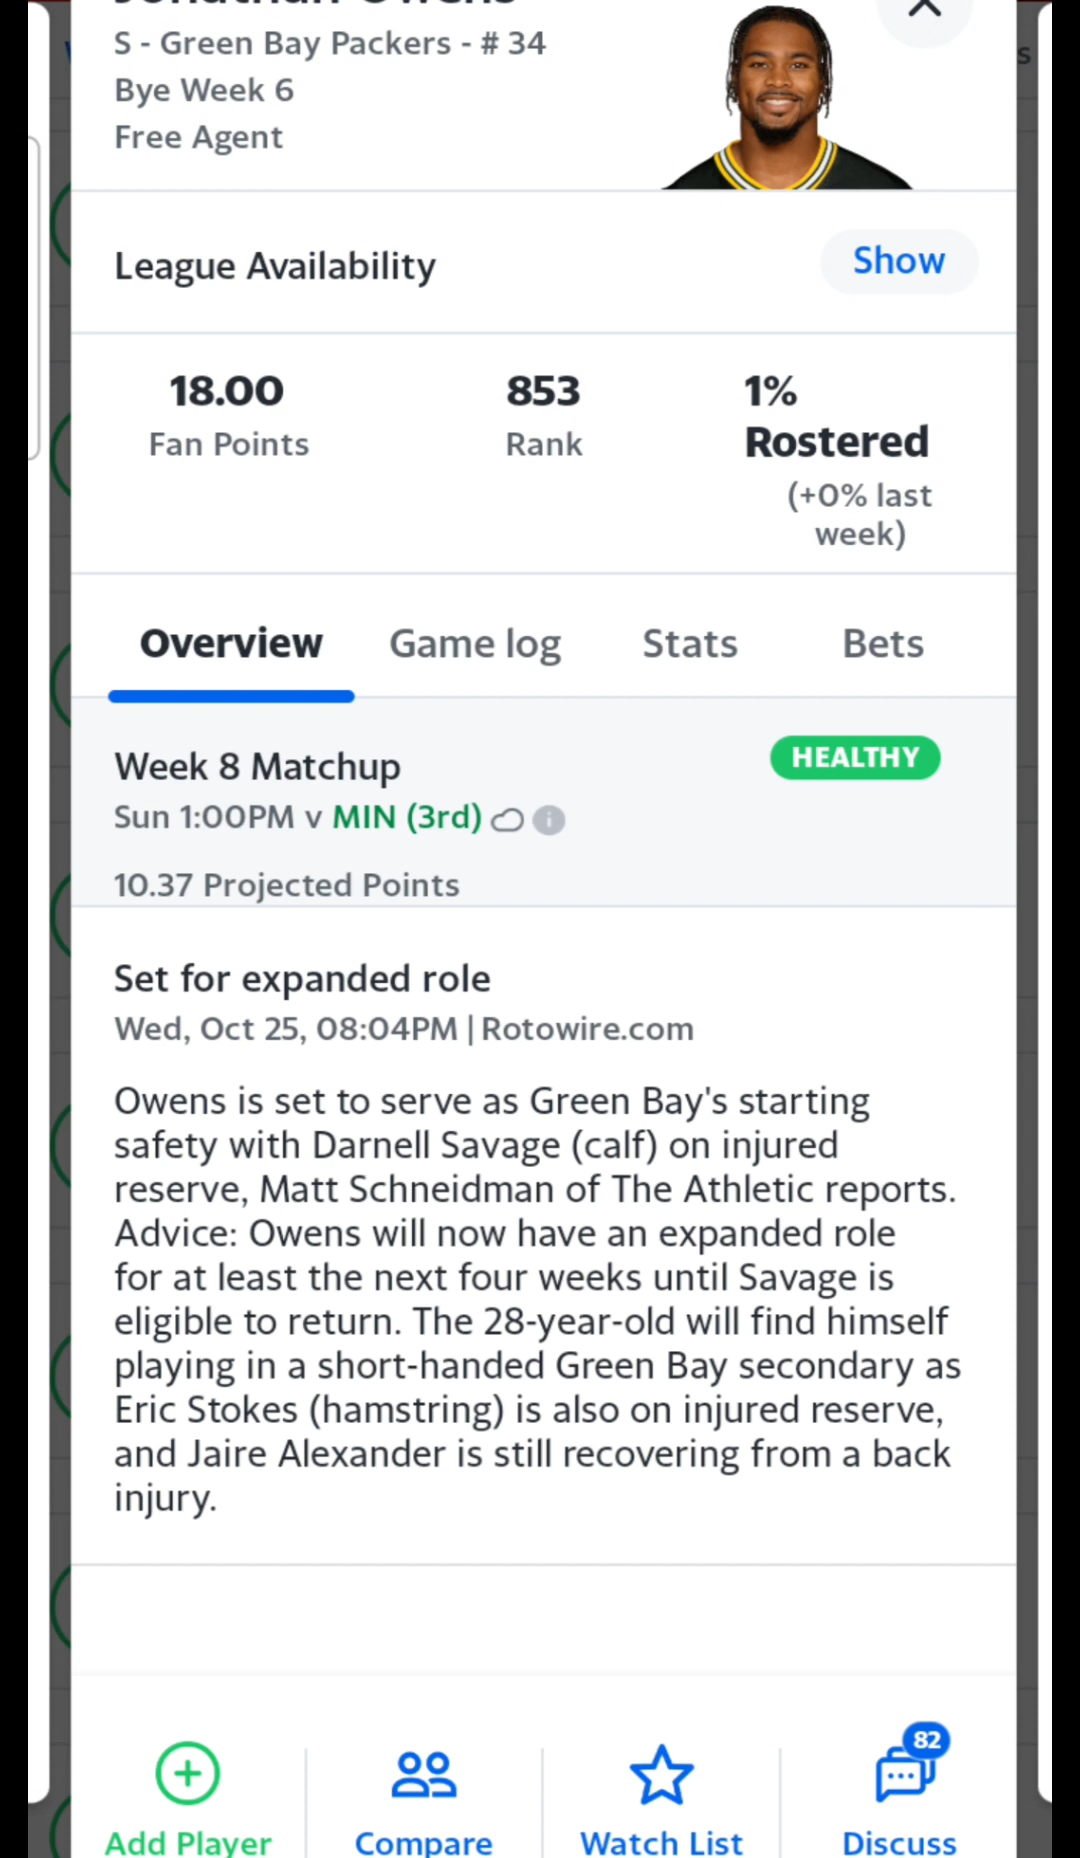 Jonathan Owens
S - Green Bay Packers - # 34
Bye Week 6
Free Agent
League Availability
Show
18.00
Fan Points
853
Rank
1%
Rostered
(+0% last
week)
Overview
Game log
Stats
Bets
Week 8 Matchup
HEALTHY
Sun 1:00PM v MIN (3rd)
10.37 Projected Points
Set for expanded role
Wed, Oct 25, 08:04PM | Rotowire.com
Owens is set to serve as Green Bay's starting
safety with Darnell Savage (calf) on injured
reserve, Matt Schneidman of The Athletic reports.
Advice: Owens will now have an expanded role
for at least the next four weeks until Savage is
eligible to return. The 28-year-old will find himself
playing in a short-handed Green Bay secondary as
Eric Stokes (hamstring) is also on injured reserve,
and Jaire Alexander is still recovering from a back
injury.
82
Add Player
Compare
Watch List
Discuss